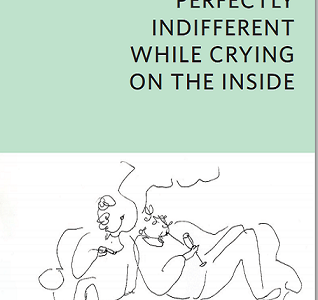 PERFECTLY
INDIFFERENT
WHILE CRYING
ON THE INSIDE